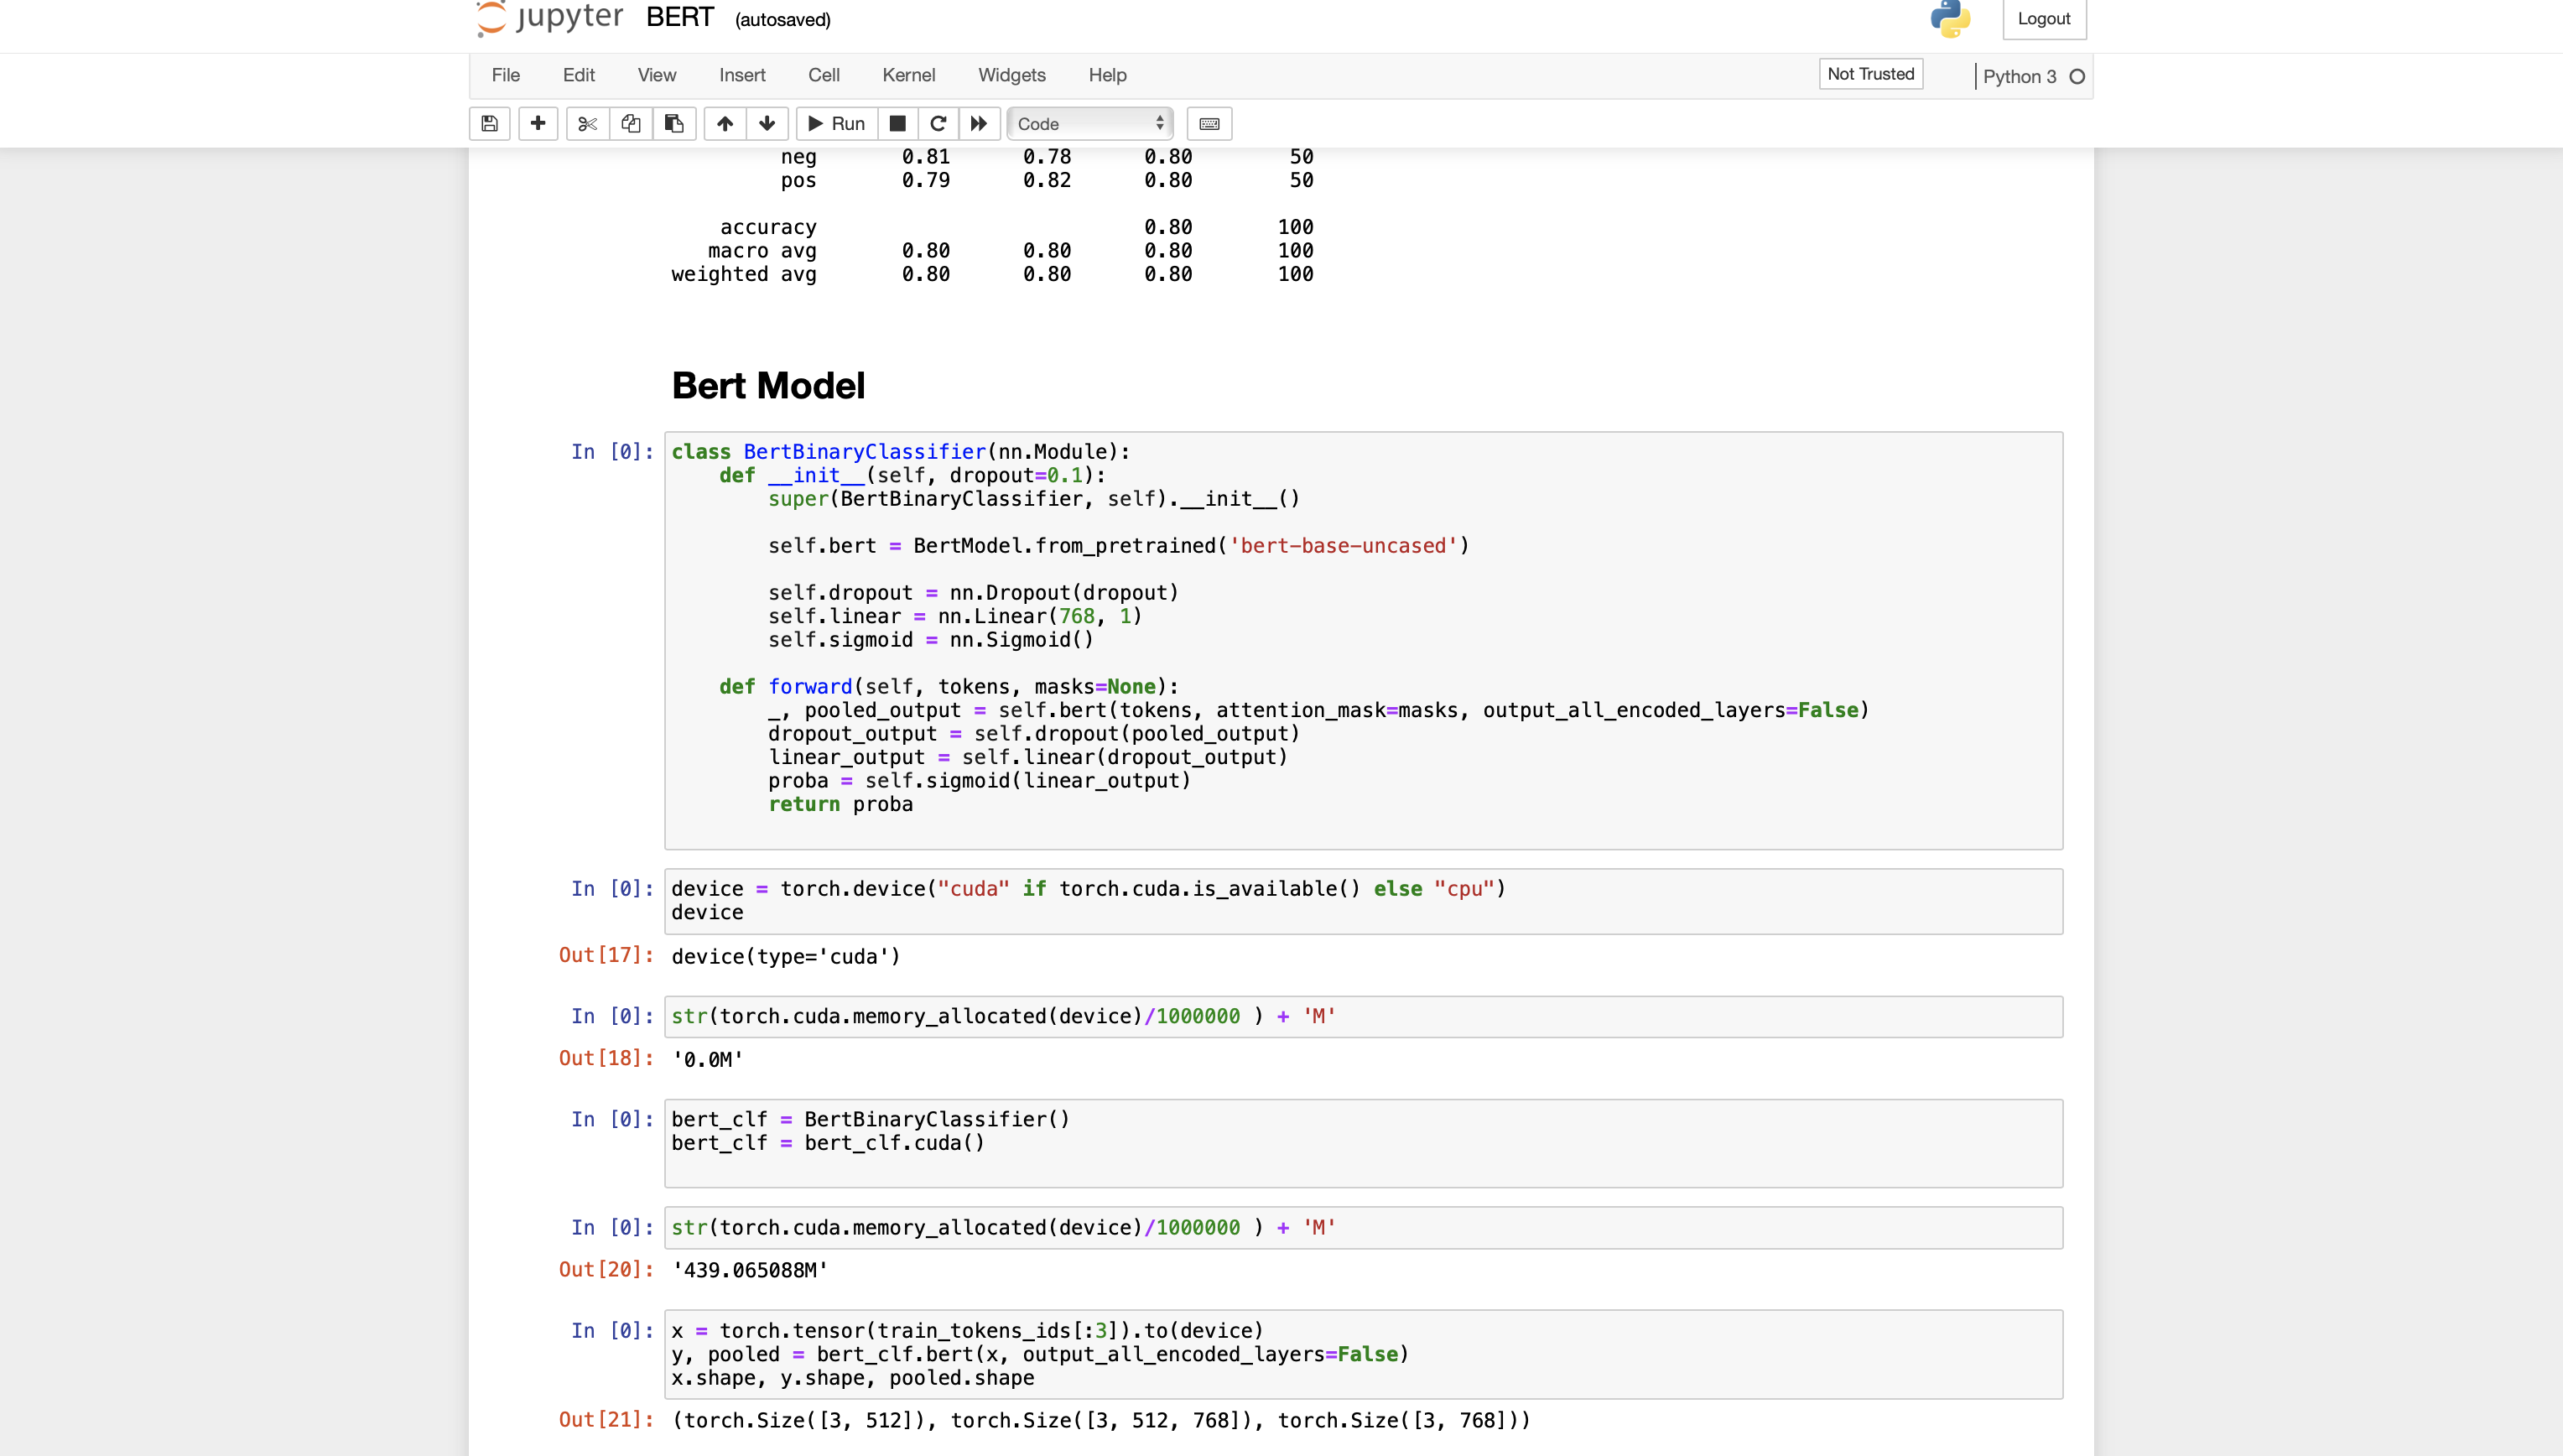 jupyter BERT (autosaved)
Logout
File Edit View Insert Cell Kernel Widgets Help
Not Trusted
Python 3
Run
Code
neg 0.81 0.78 0.80 50
pos 0.79 0.82 0.80 50
accuracy 0.80 100
macro avg 0.80 0.80 0.80 100
weighted avg 0.80 0.80 0.80 100
Bert Model
In [0]: class BertBinaryClassifier(nn.Module):
    def __init__(self, dropout=0.1):
        super(BertBinaryClassifier, self).__init__()
        self.bert = BertModel.from_pretrained('bert-base-uncased')
        self.dropout = nn.Dropout(dropout)
        self.linear = nn.Linear(768, 1)
        self.sigmoid = nn.Sigmoid()
    def forward(self, tokens, masks=None):
        _, pooled_output = self.bert(tokens, attention_mask=masks, output_all_encoded_layers=False)
        dropout_output = self.dropout(pooled_output)
        linear_output = self.linear(dropout_output)
        proba = self.sigmoid(linear_output)
        return proba
In [0]: device = torch.device("cuda" if torch.cuda.is_available() else "cpu")
device
Out[17]: device(type='cuda')
In [0]: str(torch.cuda.memory_allocated(device)/1000000 ) + 'M'
Out[18]: '0.0M'
In [0]: bert_clf = BertBinaryClassifier()
bert_clf = bert_clf.cuda()
In [0]: str(torch.cuda.memory_allocated(device)/1000000 ) + 'M'
Out[20]: '439.065088M'
In [0]: x = torch.tensor(train_tokens_ids[:3]).to(device)
y, pooled = bert_clf.bert(x, output_all_encoded_layers=False)
x.shape, y.shape, pooled.shape
Out[21]: (torch.Size([3, 512]), torch.Size([3, 512, 768]), torch.Size([3, 768]))